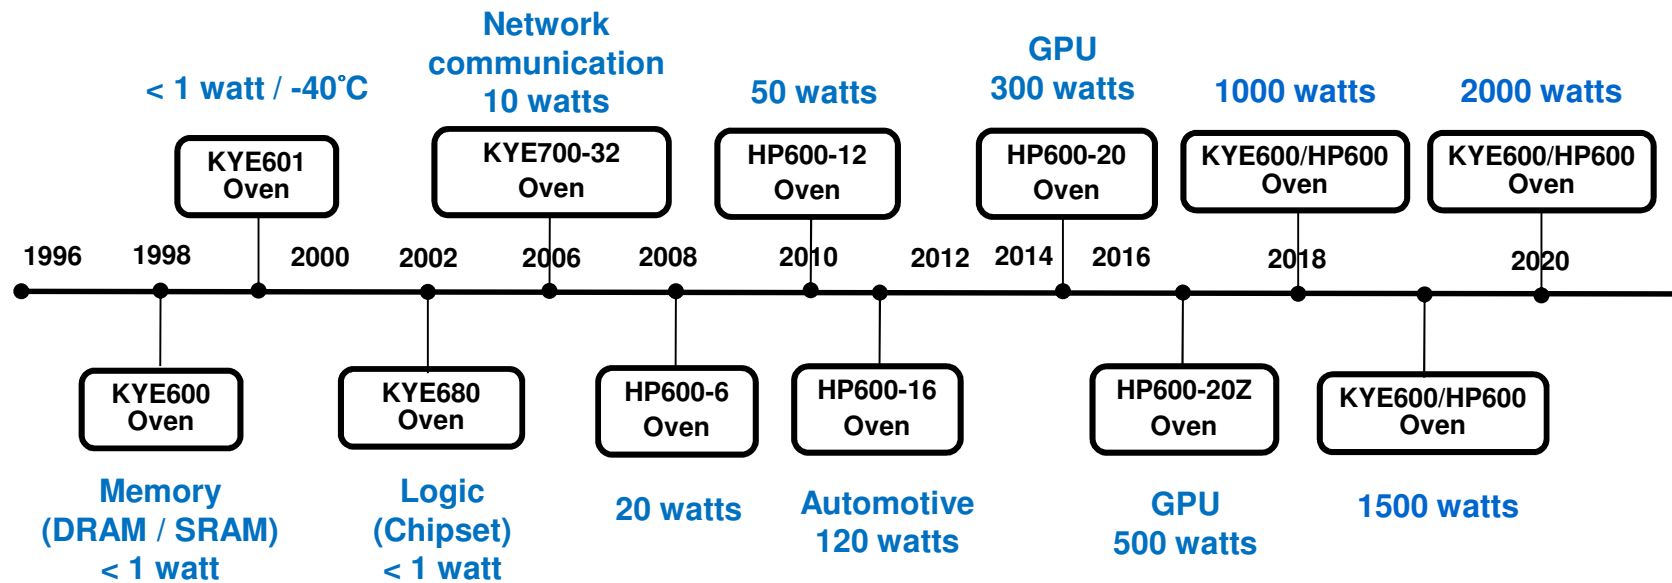 Network
communication
10 watts
GPU
300 watts
< 1 watt / -40°C
50 watts
1000 watts
2000 watts
KYE601
Oven
KYE700-32
Oven
HP600-12
Oven
HP600-20
Oven
KYE600/HP600
Oven
KYE600/HP600
Oven
1996
1998
2000
2002
2006
2008
2010
2012
2014
2016
2018
2020
KYE600
Oven
KYE680
Oven
HP600-6
Oven
HP600-16
Oven
HP600-20Z
Oven
KYE600/HP600
Oven
Memory
(DRAM / SRAM)
< 1 watt
Logic
(Chipset)
< 1 watt
20 watts
Automotive
120 watts
GPU
500 watts
1500 watts